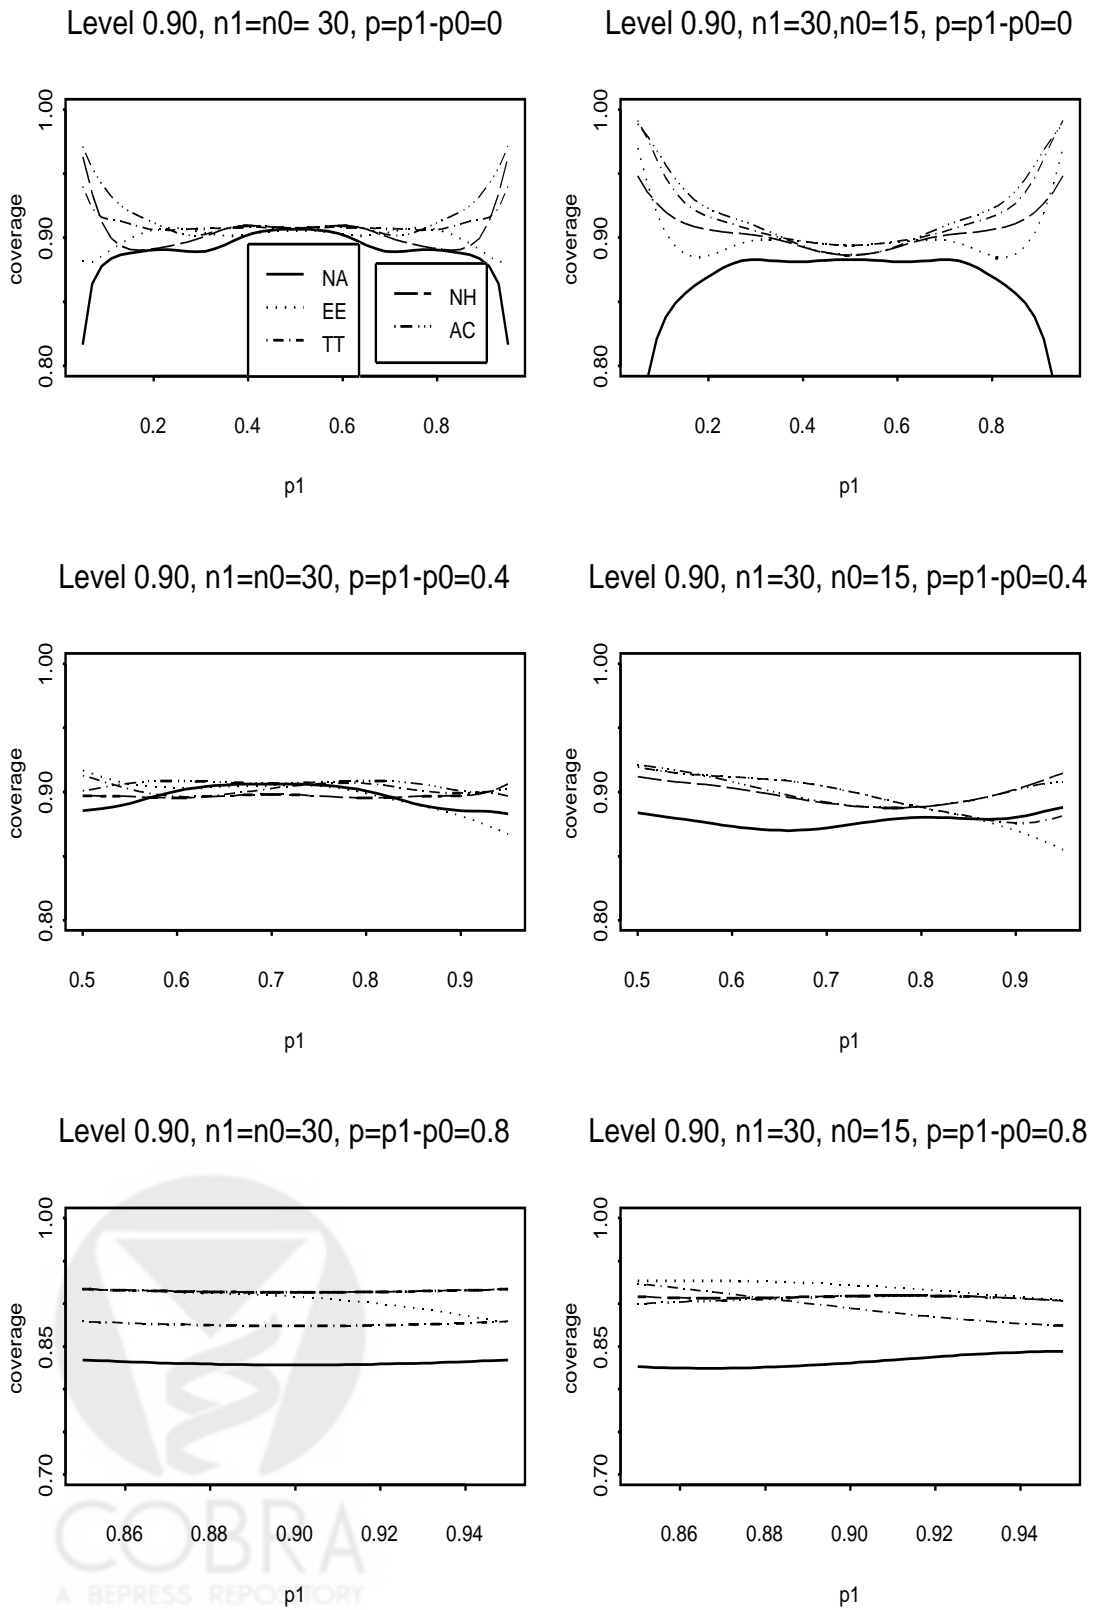 Level 0.90, n1=n0= 30, p=p1-p0=0
Level 0.90, n1=30,n0=15, p=p1-p0=0
coverage
1.00
0.90
0.80
NA
EE
TT
NH
AC
0.2 0.4 0.6 0.8
p1
coverage
1.00
0.90
0.80
0.2 0.4 0.6 0.8
p1
Level 0.90, n1=n0=30, p=p1-p0=0.4
Level 0.90, n1=30, n0=15, p=p1-p0=0.4
coverage
1.00
0.90
0.80
0.5 0.6 0.7 0.8 0.9
p1
coverage
1.00
0.90
0.80
0.5 0.6 0.7 0.8 0.9
p1
Level 0.90, n1=n0=30, p=p1-p0=0.8
Level 0.90, n1=30, n0=15, p=p1-p0=0.8
coverage
1.00
0.85
0.70
0.86 0.88 0.90 0.92 0.94
p1
coverage
1.00
0.85
0.70
0.86 0.88 0.90 0.92 0.94
p1
COBRA
A BEPRESS REPOSITORY